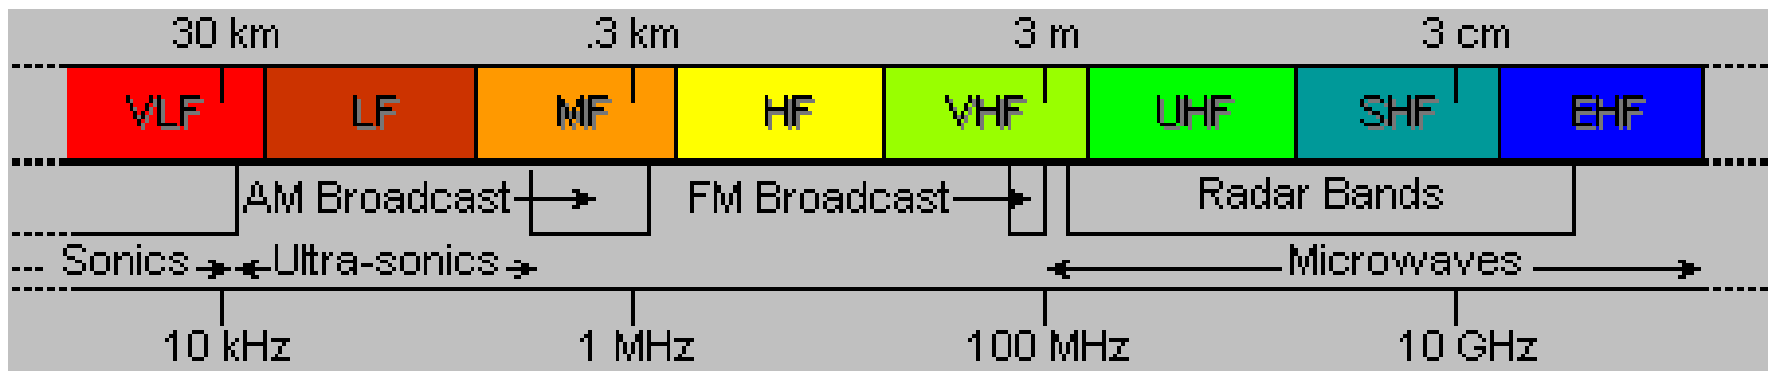 30 km .3 km 3 m 3 cm
VLF LF MF HF VHF UHF SHF EHF
AM Broadcast FM Broadcast Radar Bands
Sonics Ultra-sonics Microwaves
10 kHz 1 MHz 100 MHz 10 GHz